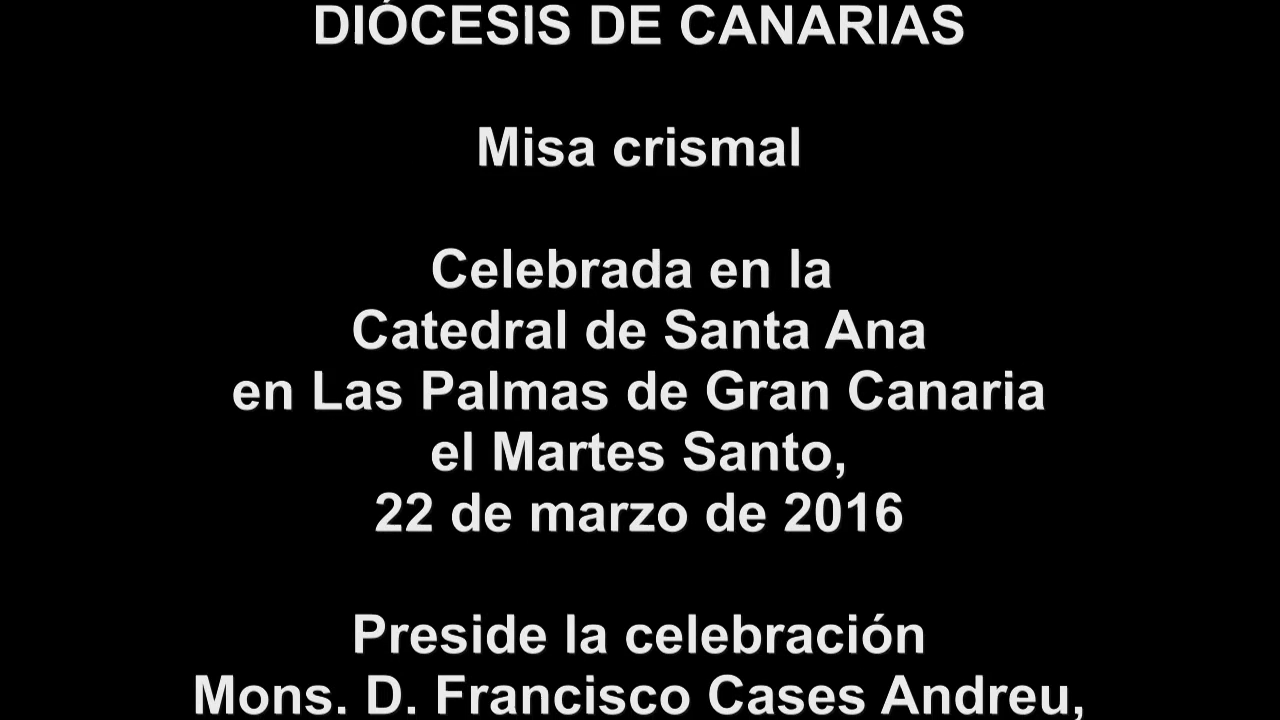 DIÓCESIS DE CANARIAS
Misa crismal
Celebrada en la
Catedral de Santa Ana
en Las Palmas de Gran Canaria
el Martes Santo,
22 de marzo de 2016
Preside la celebración
Mons. D. Francisco Cases Andreu,